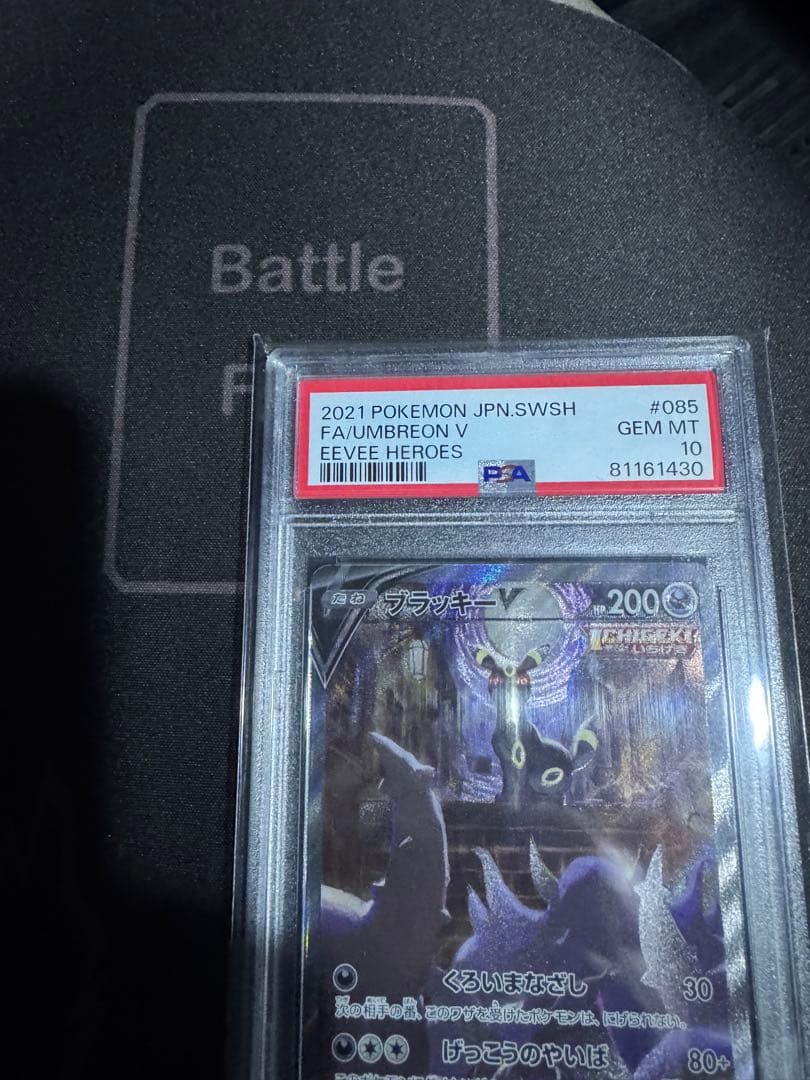 Battle
F
2021 POKEMON JPN.SWSH #085
FA/UMBREON V GEM MT
EEVEE HEROES 10
PSA 81161430
たね ブラッキーV HP 200
ICHIGEKI
いちげき
くろいまなざし 30
次の相手の番、このワザを受けたポケモンは、にげられない。
げっこうのやいば 80+